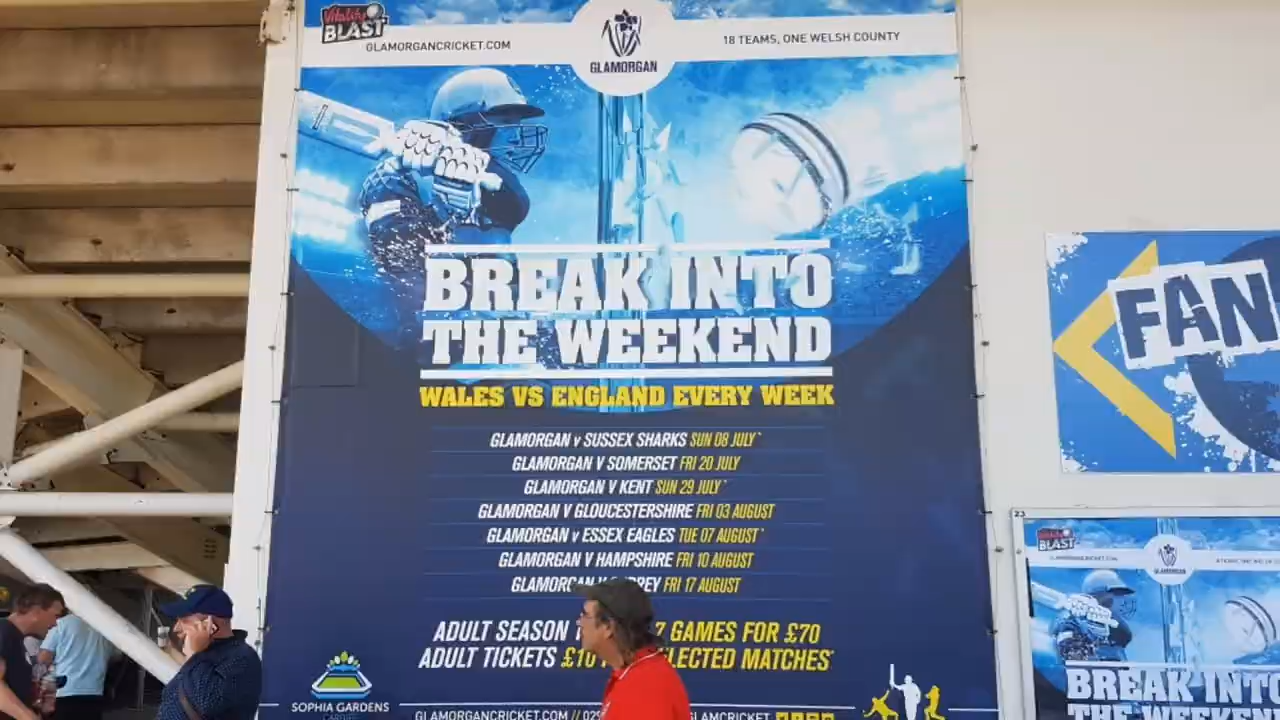 Vitality
BLAST
GLAMORGANCRICKET.COM
GLAMORGAN
18 TEAMS, ONE WELSH COUNTY
BREAK INTO
THE WEEKEND
WALES VS ENGLAND EVERY WEEK
GLAMORGAN v SUSSEX SHARKS SUN 08 JULY*
GLAMORGAN V SOMERSET FRI 20 JULY
GLAMORGAN V KENT SUN 29 JULY*
GLAMORGAN V GLOUCESTERSHIRE FRI 03 AUGUST
GLAMORGAN v ESSEX EAGLES TUE 07 AUGUST*
GLAMORGAN V HAMPSHIRE FRI 10 AUGUST
FRI 17 AUGUST
ADULT SEASON 7 GAMES FOR £70
ADULT TICKETS £10 MATCHES*
SOPHIA GARDENS
CARDIFF
GLAMORGANCRICKET.COM // 029
GLAMCRICKET
FAN
23
Vitality
BLAST
GLAMORGANCRICKET.COM
GLAMORGAN
BREAK INTO
THE WEEKEND